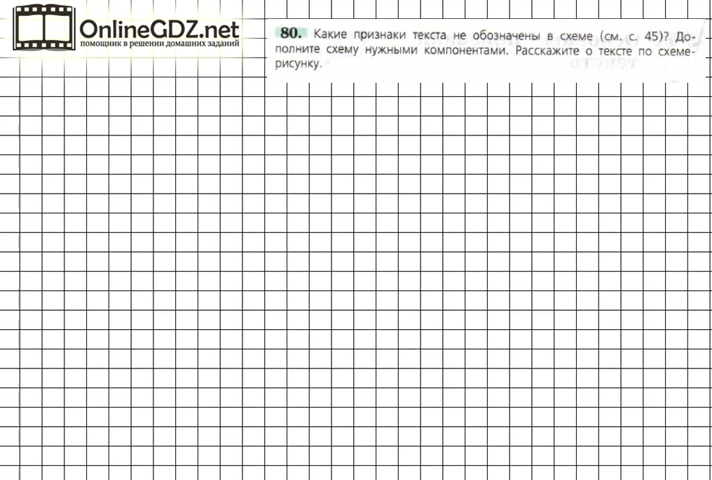 OnlineGDZ.net
помощник в решении домашних заданий
80. Какие признаки текста не обозначены в схеме (см. с. 45)? До-
полните схему нужными компонентами. Расскажите о тексте по схеме-
рисунку.